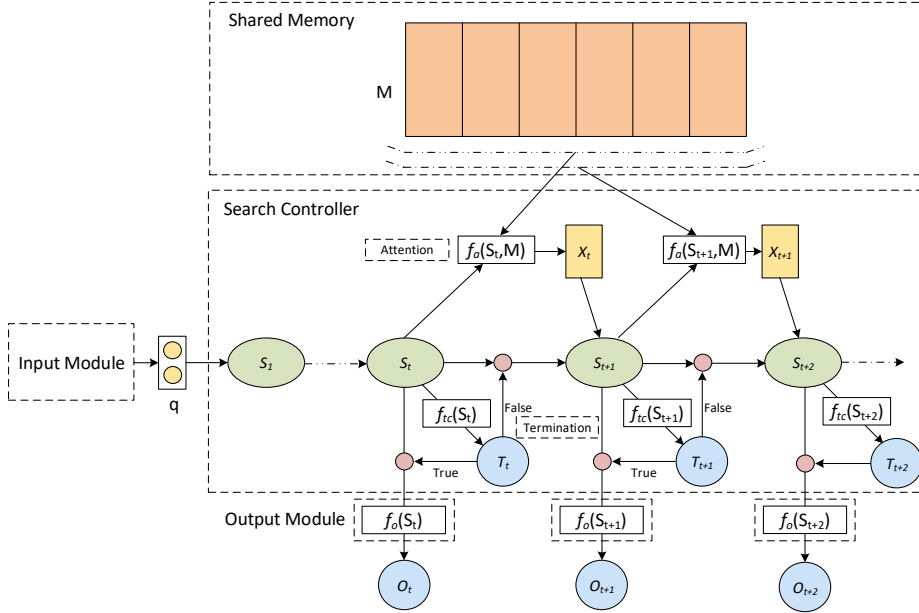 Shared Memory
M
Search Controller
Attention
fa(St,M)
Xt
fa(St+1,M)
Xt+1
Input Module
q
S1
St
St+1
St+2
ftc(St)
False
Termination
ftc(St+1)
False
ftc(St+2)
Tt
True
Tt+1
True
Tt+2
Output Module
fo(St)
fo(St+1)
fo(St+2)
Ot
Ot+1
Ot+2